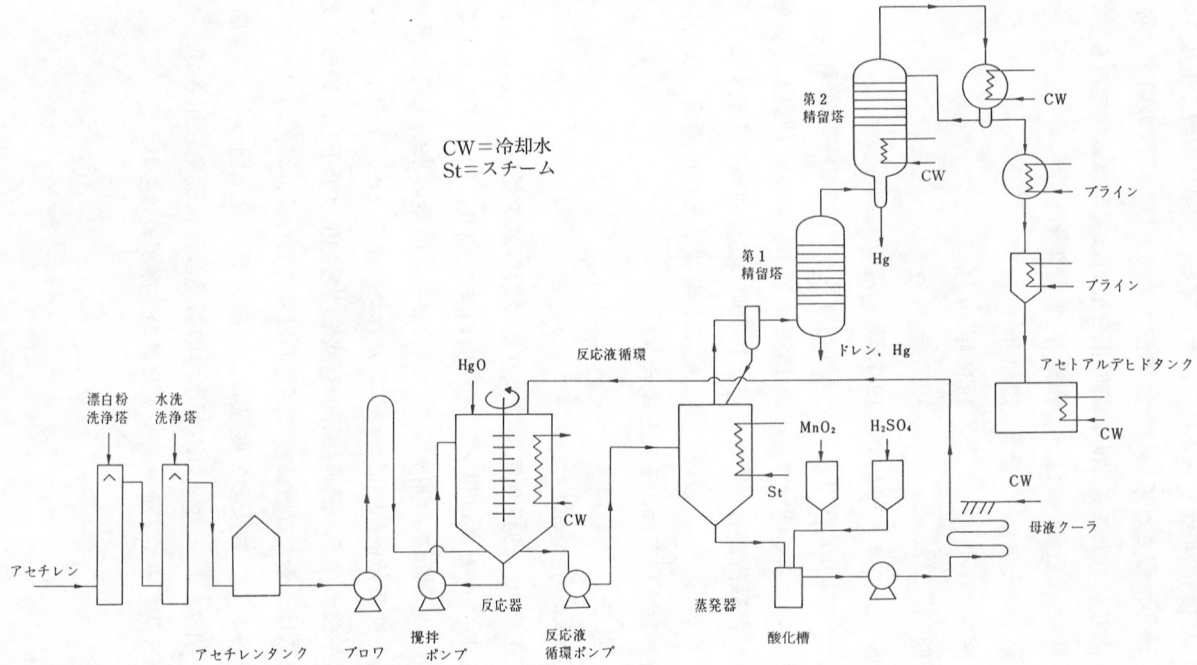 CW=冷却水
St=スチーム
第2
精留塔
CW
CW
ブライン
Hg
第1
精留塔
ブライン
ドレン, Hg
反応液循環
アセトアルデヒドタンク
HgO
漂白粉
洗浄塔
水洗
洗浄塔
MnO₂
H₂SO₄
CW
St
CW
CW
母液クーラ
アセチレン
反応器
蒸発器
酸化槽
アセチレンタンク
ブロワ
攪拌
ポンプ
反応液
循環ポンプ